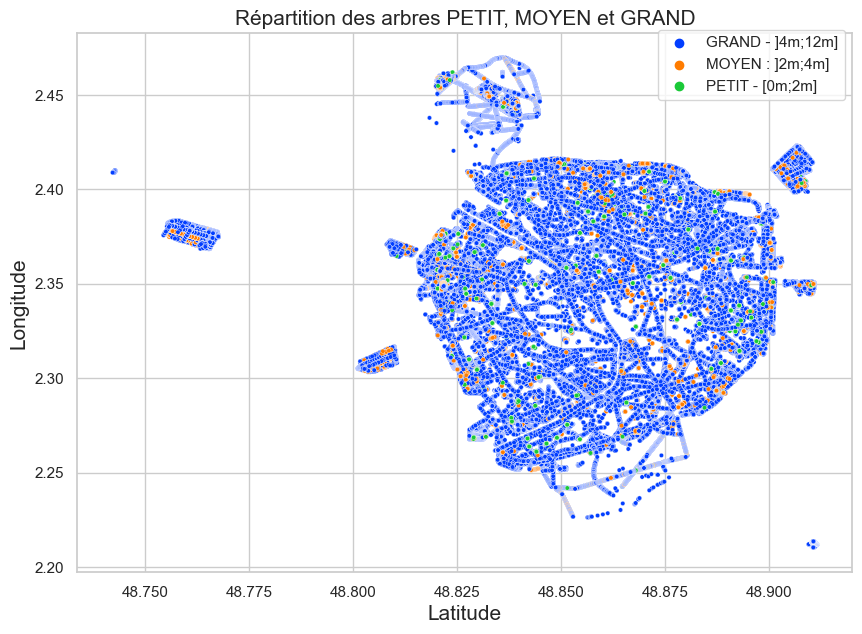 Répartition des arbres PETIT, MOYEN et GRAND
GRAND - ]4m;12m]
MOYEN : ]2m;4m]
PETIT - [0m;2m]
Longitude
2.45
2.40
2.35
2.30
2.25
2.20
48.750 48.775 48.800 48.825 48.850 48.875 48.900
Latitude